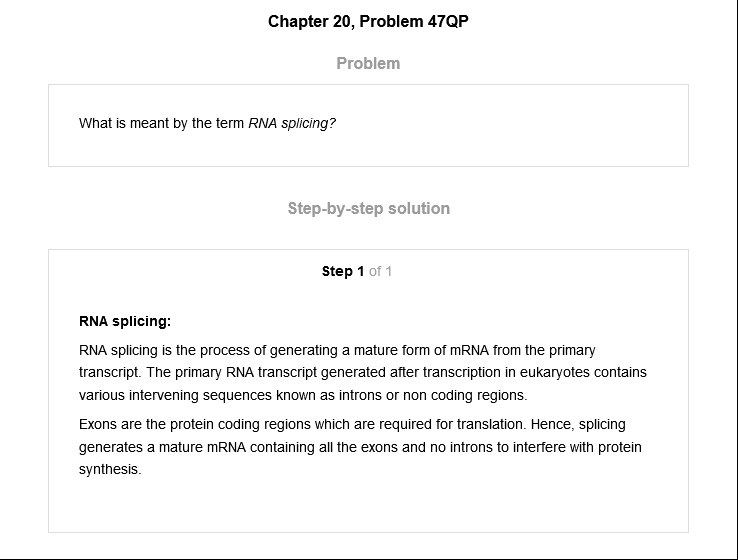 Chapter 20, Problem 47QP
Problem
What is meant by the term RNA splicing?
Step-by-step solution
Step 1 of 1
RNA splicing:
RNA splicing is the process of generating a mature form of mRNA from the primary
transcript. The primary RNA transcript generated after transcription in eukaryotes contains
various intervening sequences known as introns or non coding regions.
Exons are the protein coding regions which are required for translation. Hence, splicing
generates a mature mRNA containing all the exons and no introns to interfere with protein
synthesis.